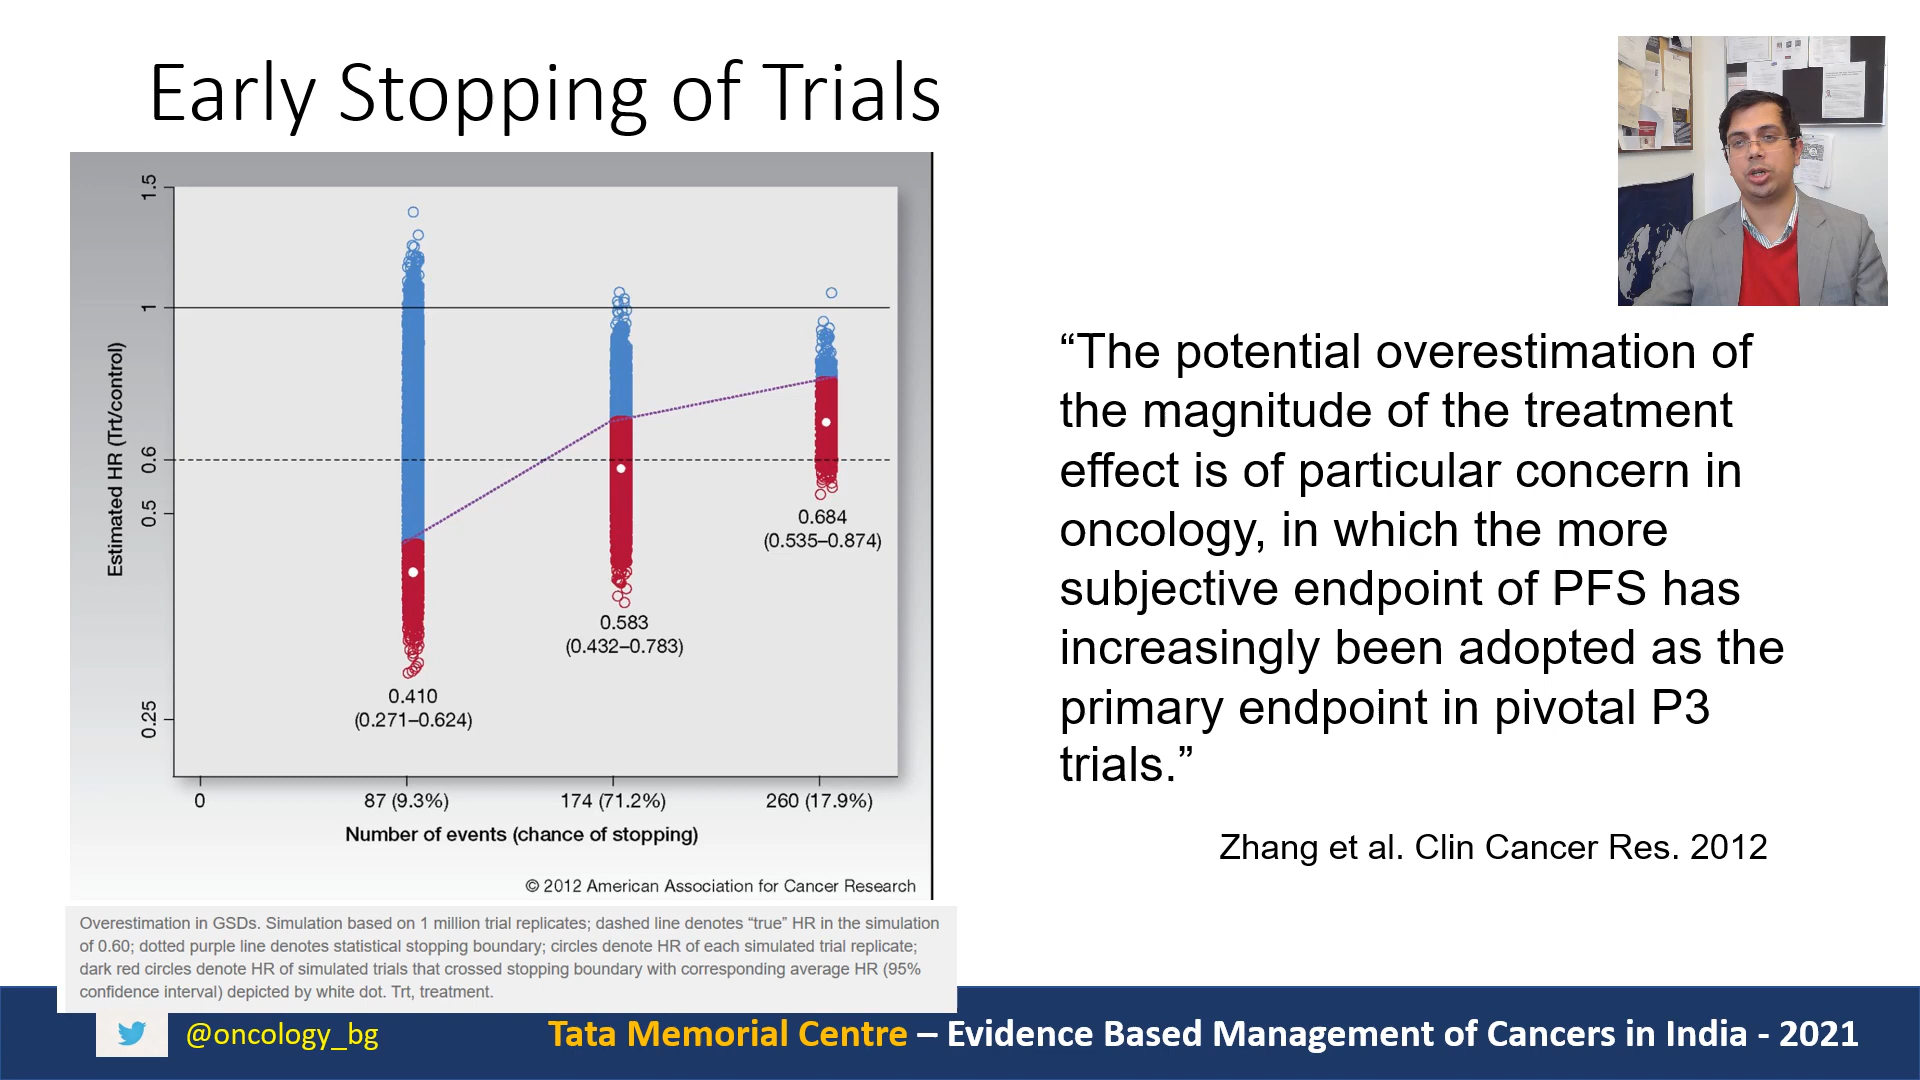 Early Stopping of Trials
Estimated HR (Trt/control)
1.5
1
0.6
0.5
0.25
0.410
(0.271–0.624)
0.583
(0.432–0.783)
0.684
(0.535–0.874)
0
87 (9.3%)
174 (71.2%)
260 (17.9%)
Number of events (chance of stopping)
© 2012 American Association for Cancer Research
Overestimation in GSDs. Simulation based on 1 million trial replicates; dashed line denotes “true” HR in the simulation
of 0.60; dotted purple line denotes statistical stopping boundary; circles denote HR of each simulated trial replicate;
dark red circles denote HR of simulated trials that crossed stopping boundary with corresponding average HR (95%
confidence interval) depicted by white dot. Trt, treatment.
“The potential overestimation of
the magnitude of the treatment
effect is of particular concern in
oncology, in which the more
subjective endpoint of PFS has
increasingly been adopted as the
primary endpoint in pivotal P3
trials.”
Zhang et al. Clin Cancer Res. 2012
@oncology_bg
Tata Memorial Centre – Evidence Based Management of Cancers in India - 2021